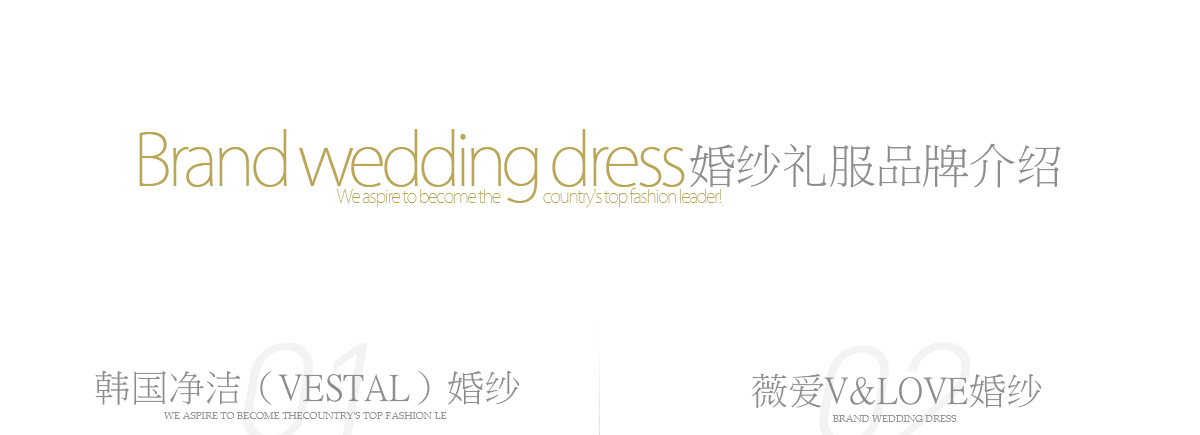 Brand wedding dress婚纱礼服品牌介绍
We aspire to become the country's top fashion leader!
01
韩国净洁（VESTAL）婚纱
WE ASPIRE TO BECOME THECOUNTRY'S TOP FASHION LE
02
薇爱V&LOVE婚纱
BRAND WEDDING DRESS